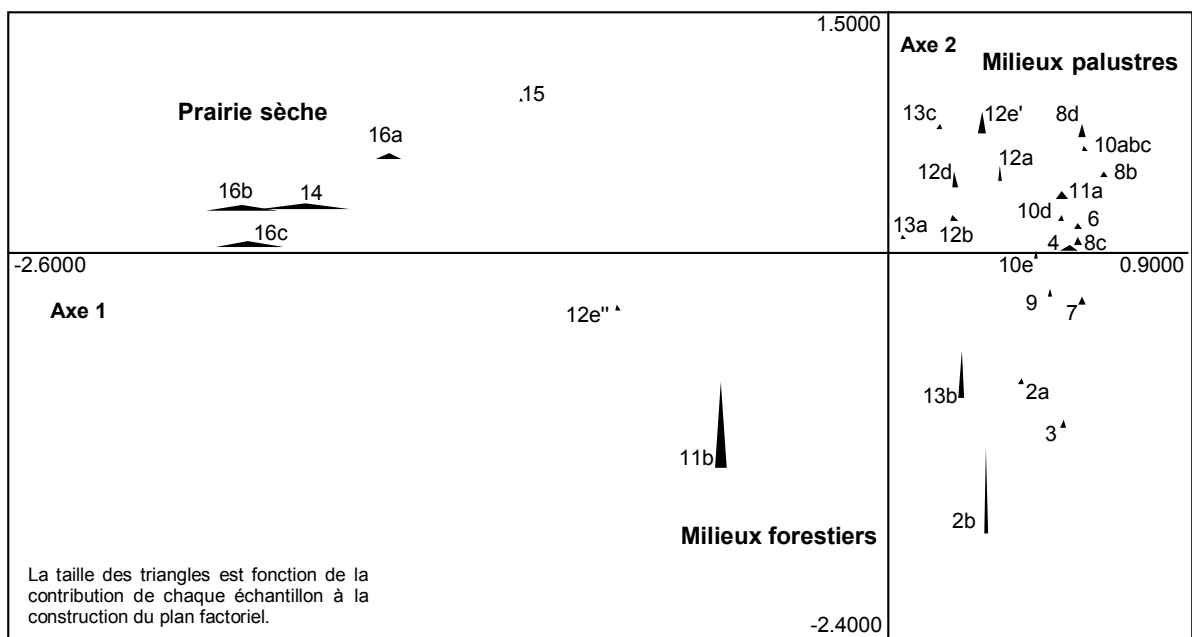 1.5000
Axe 2
Milieux palustres
15
Prairie sèche
13c
12e'
8d
16a
10abc
12a
8b
12d
16b
14
11a
10d
6
16c
13a
12b
4
8c
-2.6000
10e
0.9000
Axe 1
12e"
9
7
13b
2a
3
11b
2b
Milieux forestiers
La taille des triangles est fonction de la
contribution de chaque échantillon à la
construction du plan factoriel.
-2.4000